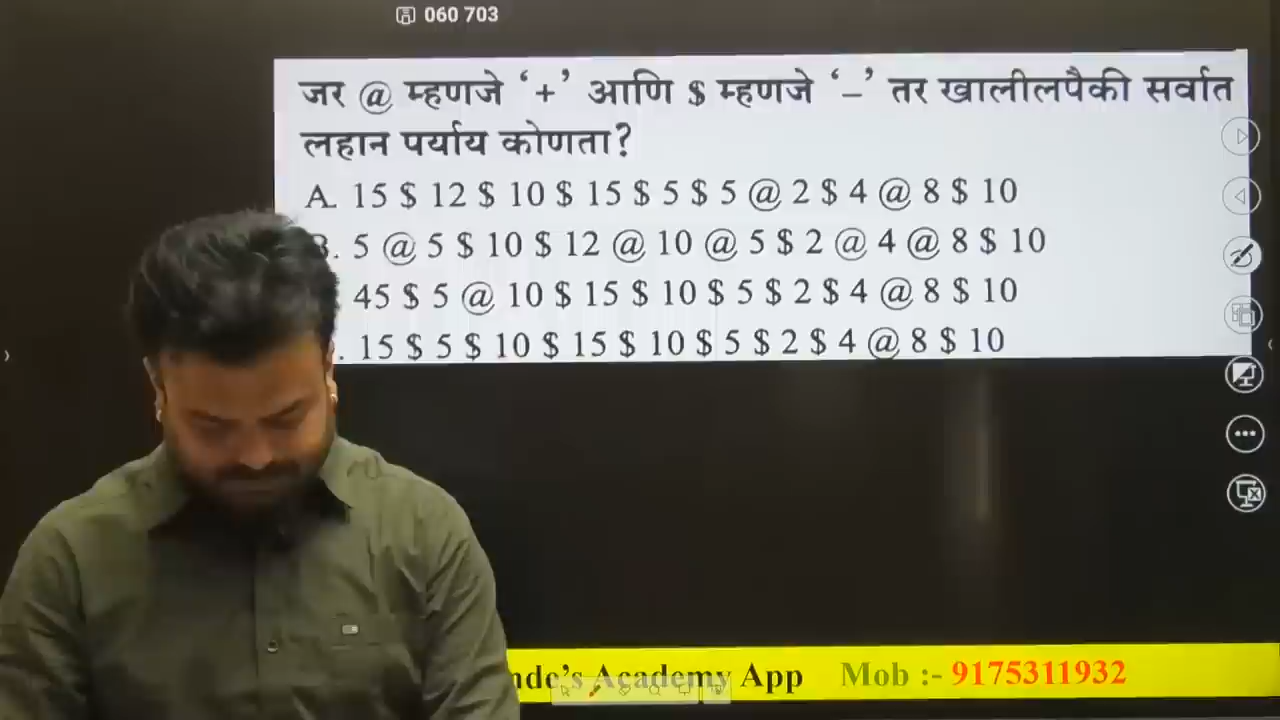 060 703
जर @ म्हणजे ‘+’ आणि $ म्हणजे ‘–’ तर खालीलपैकी सर्वात
लहान पर्याय कोणता?
A. 15 $ 12 $ 10 $ 15 $ 5 $ 5 @ 2 $ 4 @ 8 $ 10
B. 5 @ 5 $ 10 $ 12 @ 10 @ 5 $ 2 @ 4 @ 8 $ 10
45 $ 5 @ 10 $ 15 $ 10 $ 5 $ 2 $ 4 @ 8 $ 10
. 15 $ 5 $ 10 $ 15 $ 10 $ 5 $ 2 $ 4 @ 8 $ 10
Academy App Mob :- 9175311932